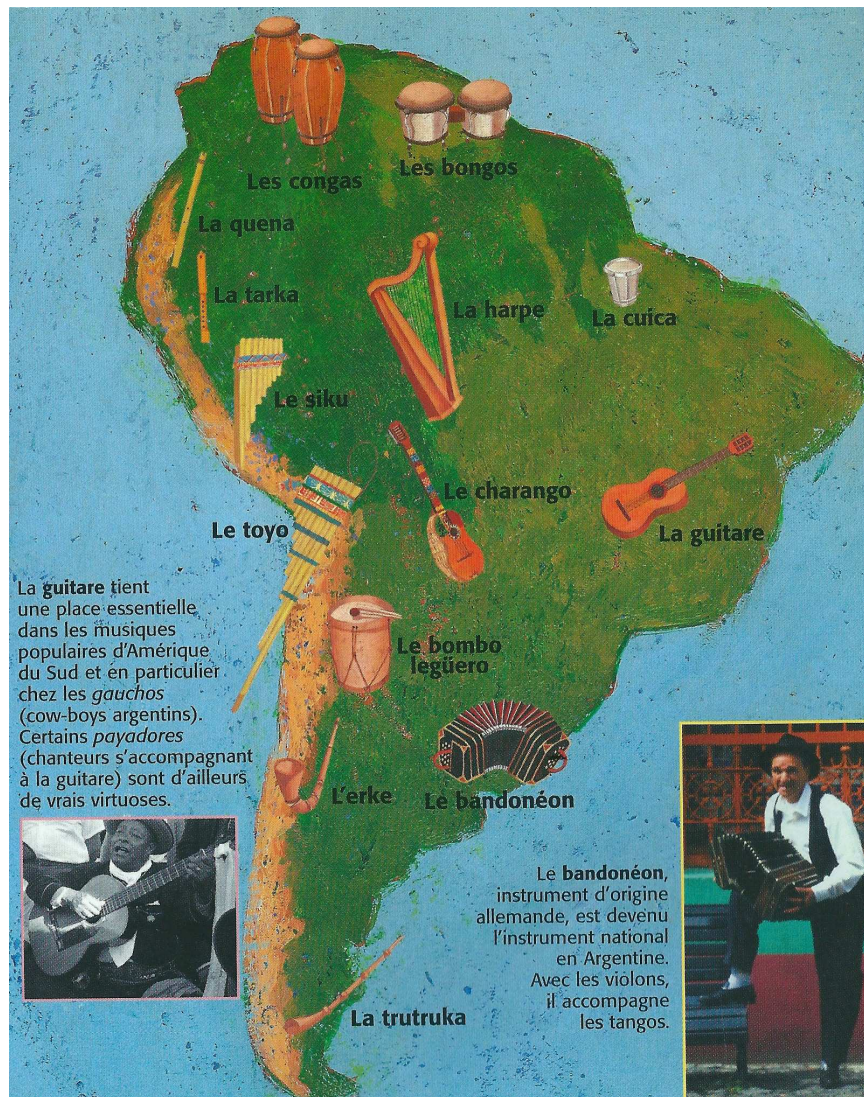 Les congas
Les bongos
La quena
La tarka
La harpe
La cuica
Le siku
Le charango
Le toyo
La guitare
La guitare tient
une place essentielle
dans les musiques
populaires d'Amérique
du Sud et en particulier
chez les gauchos
(cow-boys argentins).
Certains payadores
(chanteurs s'accompagnant
à la guitare) sont d'ailleurs
de vrais virtuoses.
Le bombo
legüero
L'erke
Le bandonéon
Le bandonéon,
instrument d'origine
allemande, est devenu
l'instrument national
en Argentine.
Avec les violons,
il accompagne
les tangos.
La trutruka